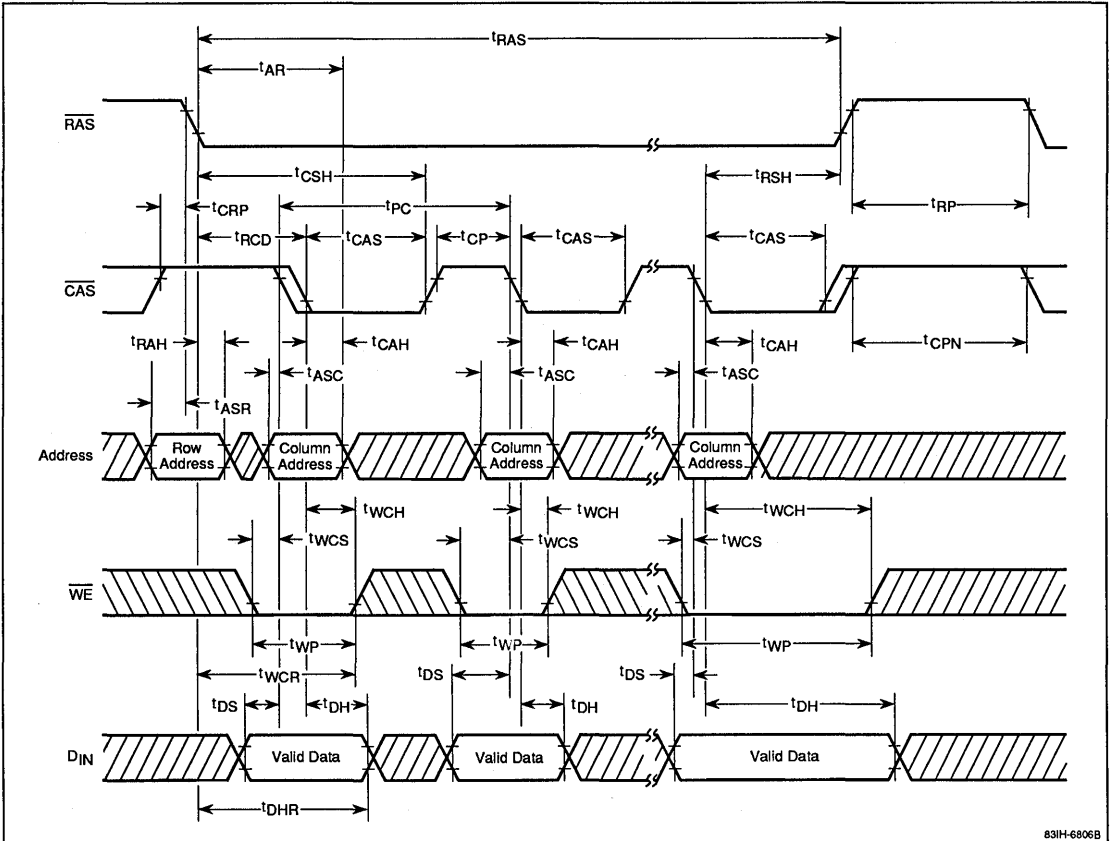 tRAS
tAR
RAS
tCSH
tRSH
tCRP
tPC
tRP
tRCD
tCAS
tCP
tCAS
tCAS
CAS
tRAH
tCAH
tCAH
tCAH
tCPN
tASC
tASC
tASC
tASR
Address
Row Address
Column Address
Column Address
Column Address
tWCH
tWCH
tWCH
tWCS
tWCS
tWCS
WE
tWP
tWP
tWP
tWCR
tDS
tDS
tDS
tDH
tDH
tDH
DIN
Valid Data
Valid Data
Valid Data
tDHR
83IH-6806B